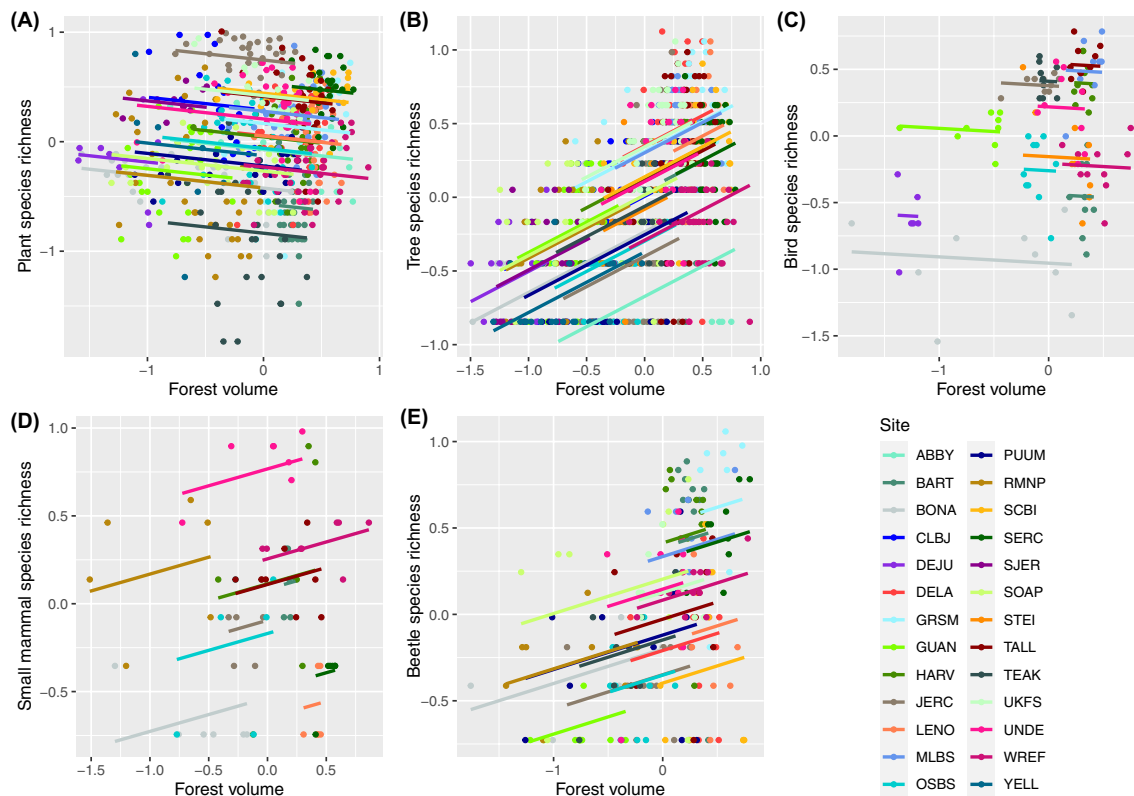 (A)
Plant species richness
1
0
−1
−1
0
1
Forest volume
(B)
Tree species richness
1.0
0.5
0.0
−0.5
−1.0
−1.5
−1.0
−0.5
0.0
0.5
1.0
Forest volume
(C)
Bird species richness
0.5
0.0
−0.5
−1.0
−1.5
−1
0
Forest volume
(D)
Small mammal species richness
1.0
0.5
0.0
−0.5
−1.5
−1.0
−0.5
0.0
0.5
Forest volume
(E)
Beetle species richness
1.0
0.5
0.0
−0.5
−1
0
Forest volume
Site
ABBY
BART
BONA
CLBJ
DEJU
DELA
GRSM
GUAN
HARV
JERC
LENO
MLBS
OSBS
PUUM
RMNP
SCBI
SERC
SJER
SOAP
STEI
TALL
TEAK
UKFS
UNDE
WREF
YELL